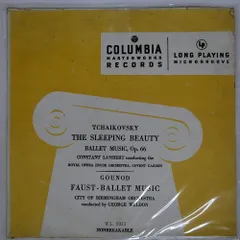 COLUMBIA
MASTERWORKS
RECORDS
LP
LONG PLAYING
MICROGROOVE
TCHAIKOVSKY
THE SLEEPING BEAUTY
BALLET MUSIC, Op. 66
CONSTANT LAMBERT conducting the
ROYAL OPERA HOUSE ORCHESTRA, COVENT GARDEN
GOUNOD
FAUST-BALLET MUSIC
CITY OF BIRMINGHAM ORCHESTRA
conducted by GEORGE WELDON
NONBREAKABLE